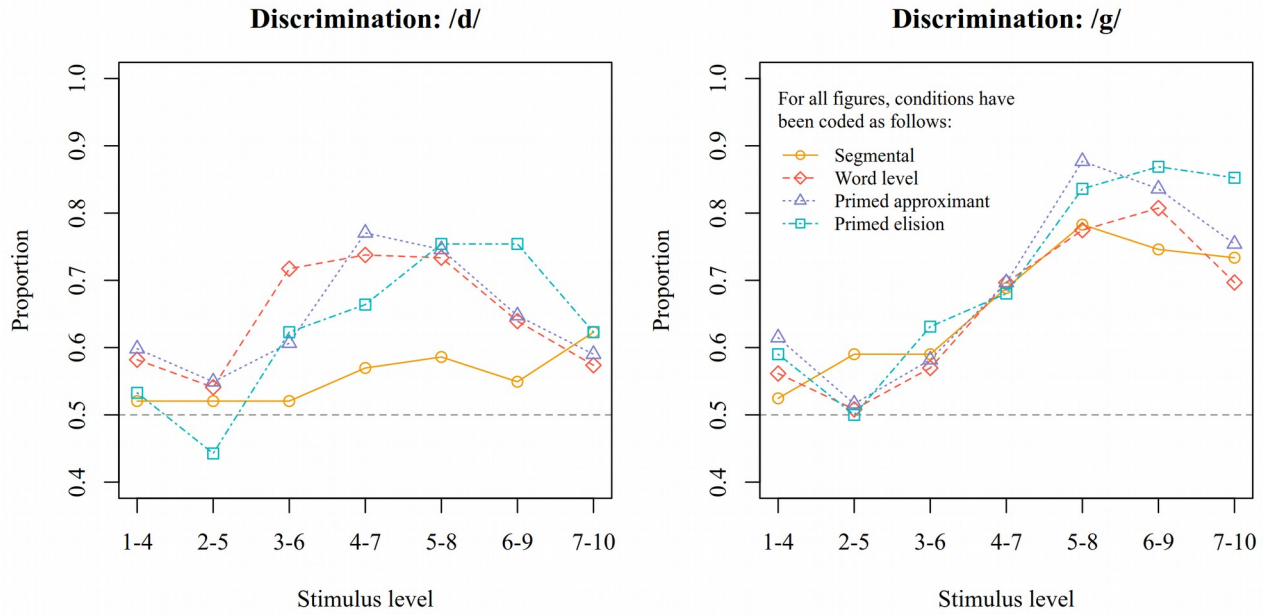 Discrimination: /d/
Proportion
1.0
0.9
0.8
0.7
0.6
0.5
0.4
1-4 2-5 3-6 4-7 5-8 6-9 7-10
Stimulus level
Discrimination: /g/
Proportion
1.0
0.9
0.8
0.7
0.6
0.5
0.4
For all figures, conditions have
been coded as follows:
Segmental
Word level
Primed approximant
Primed elision
1-4 2-5 3-6 4-7 5-8 6-9 7-10
Stimulus level